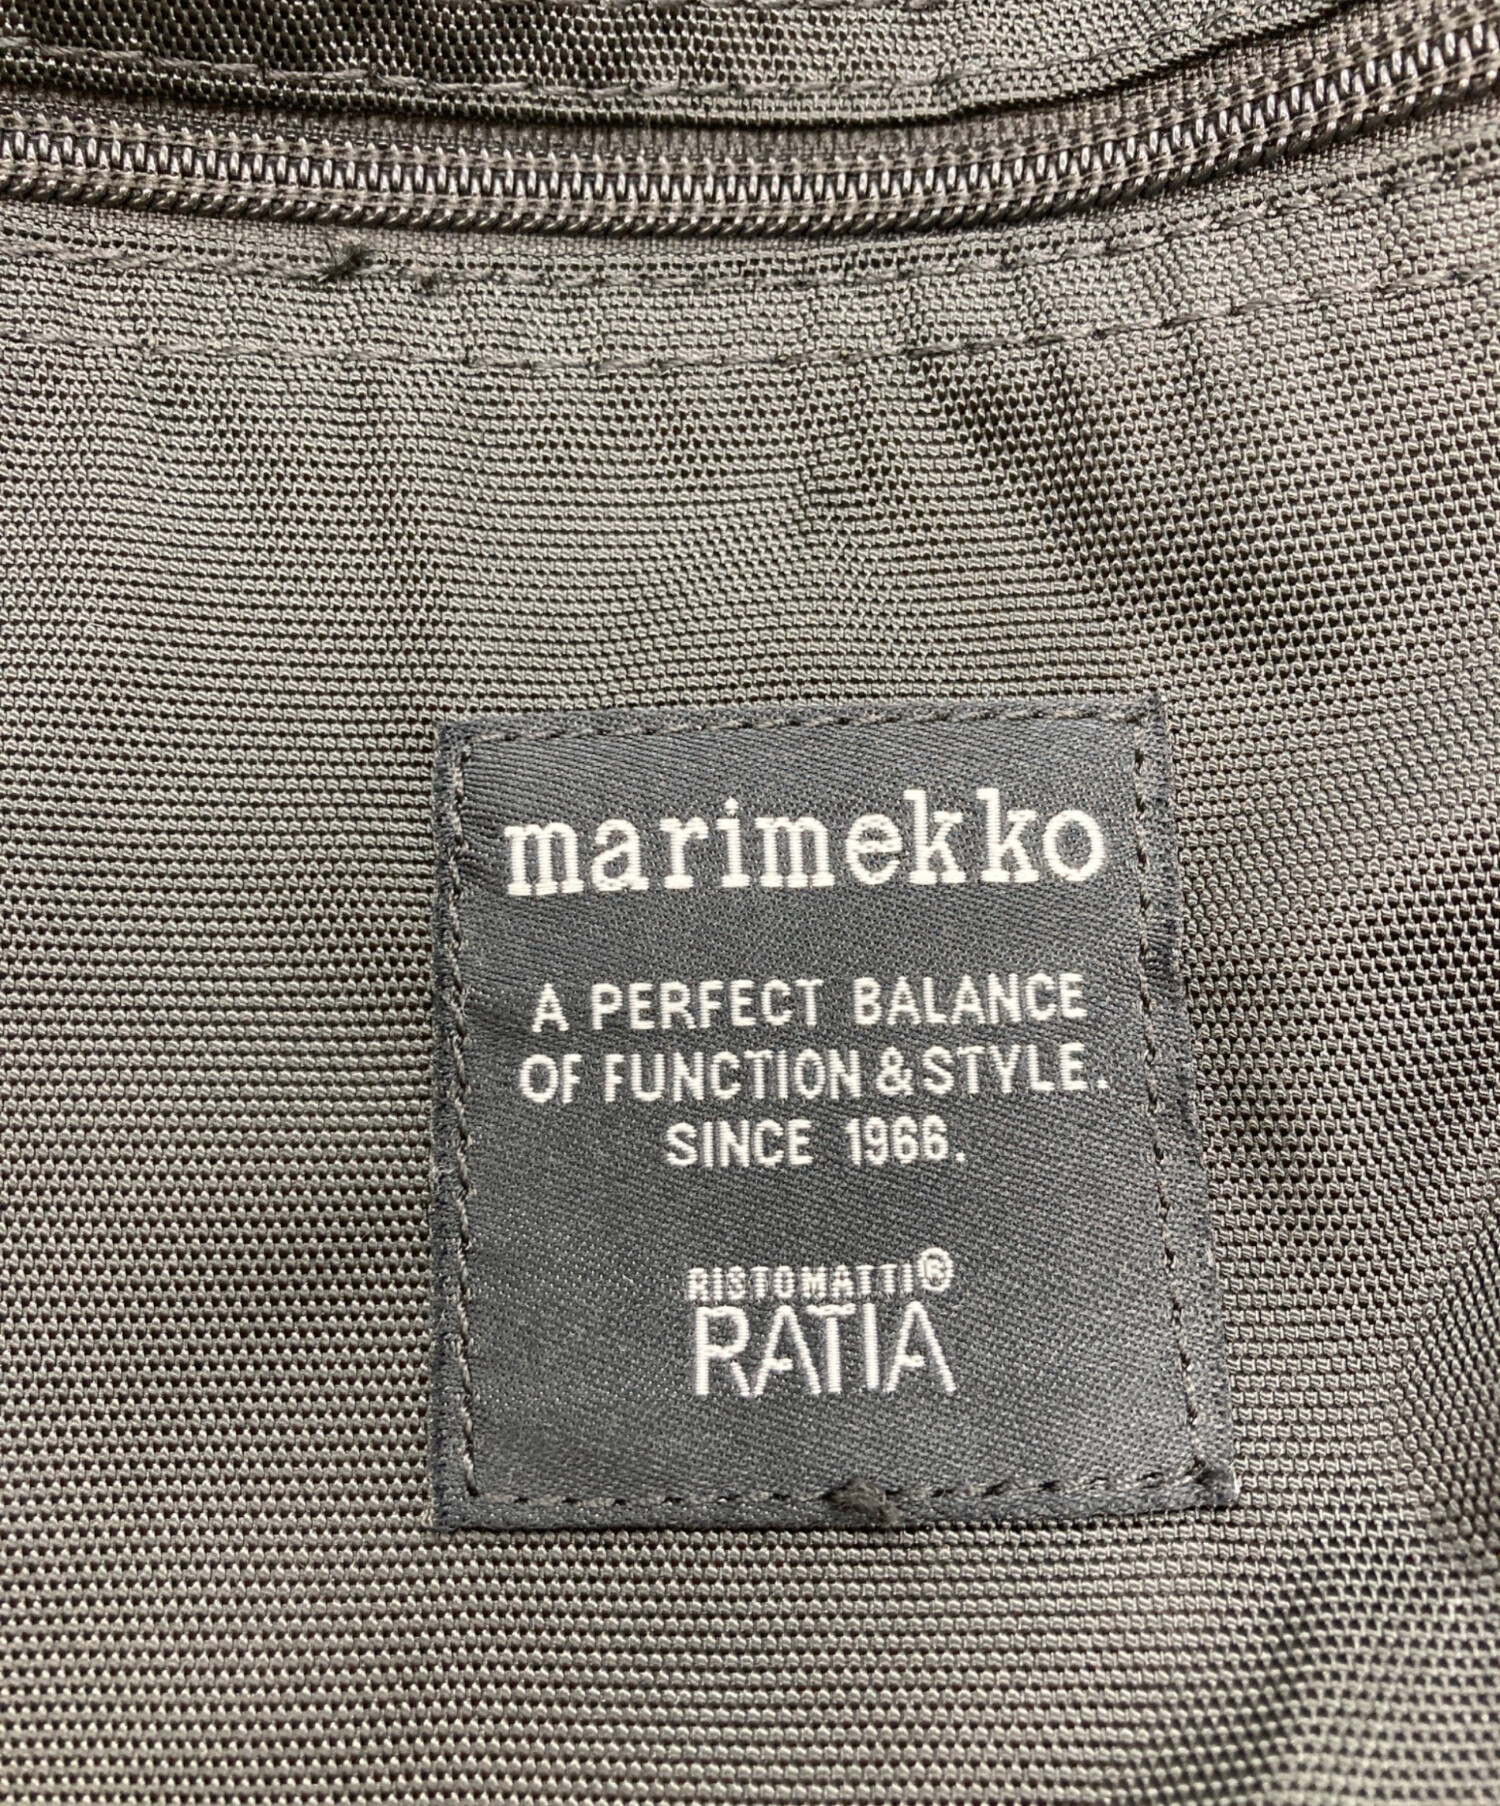 marimekko
A PERFECT BALANCE
OF FUNCTION & STYLE.
SINCE 1966.
RISTOMATTI®
RATIA